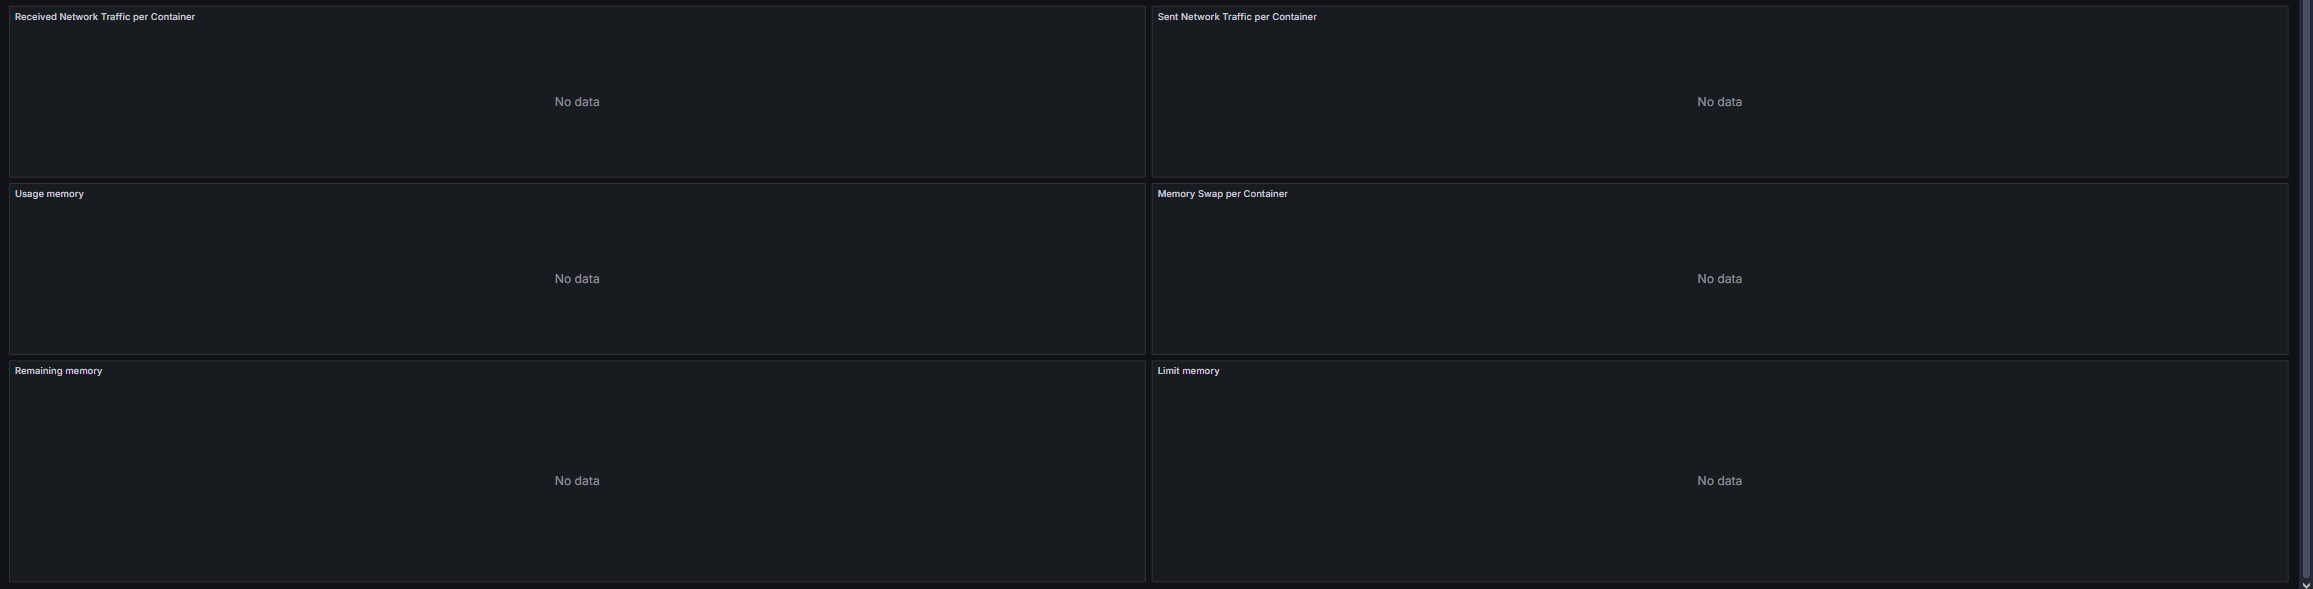 Received Network Traffic per Container
Sent Network Traffic per Container
No data
No data
Usage memory
Memory Swap per Container
No data
No data
Remaining memory
Limit memory
No data
No data